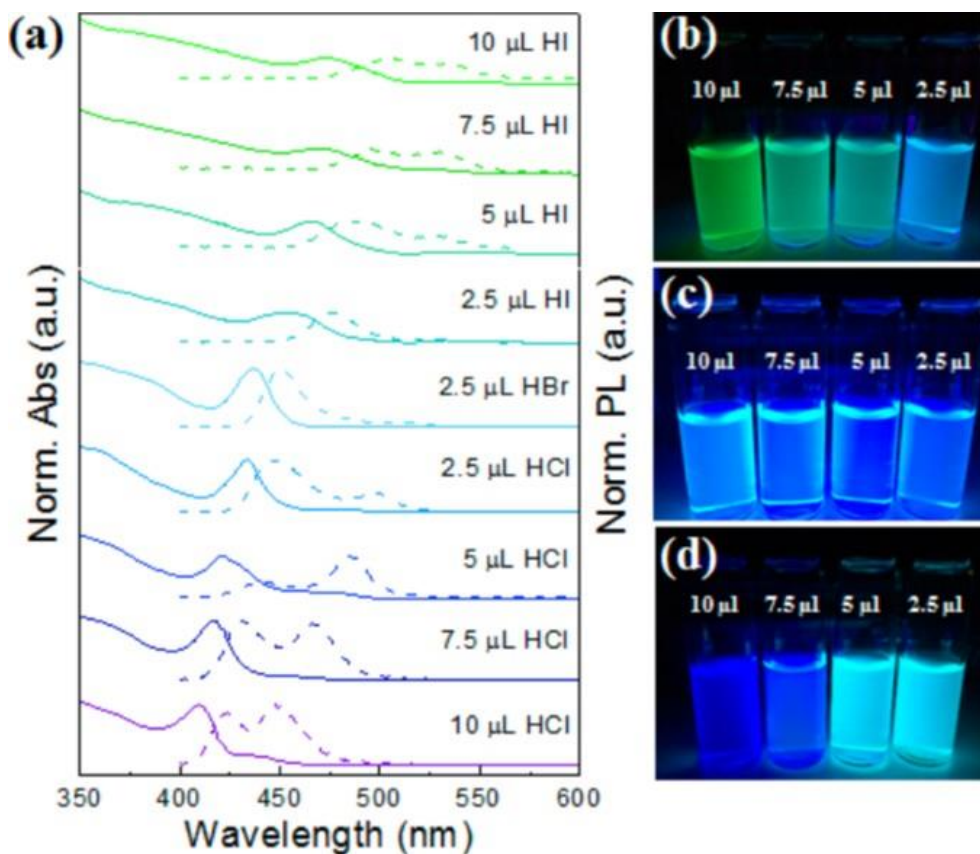 (a)
10 μL HI
7.5 μL HI
5 μL HI
2.5 μL HI
2.5 μL HBr
2.5 μL HCl
5 μL HCl
7.5 μL HCl
10 μL HCl
Norm. Abs (a.u.)
Norm. PL (a.u.)
350 400 450 500 550 600
Wavelength (nm)
(b)
10 μl 7.5 μl 5 μl 2.5 μl
(c)
10 μl 7.5 μl 5 μl 2.5 μl
(d)
10 μl 7.5 μl 5 μl 2.5 μl